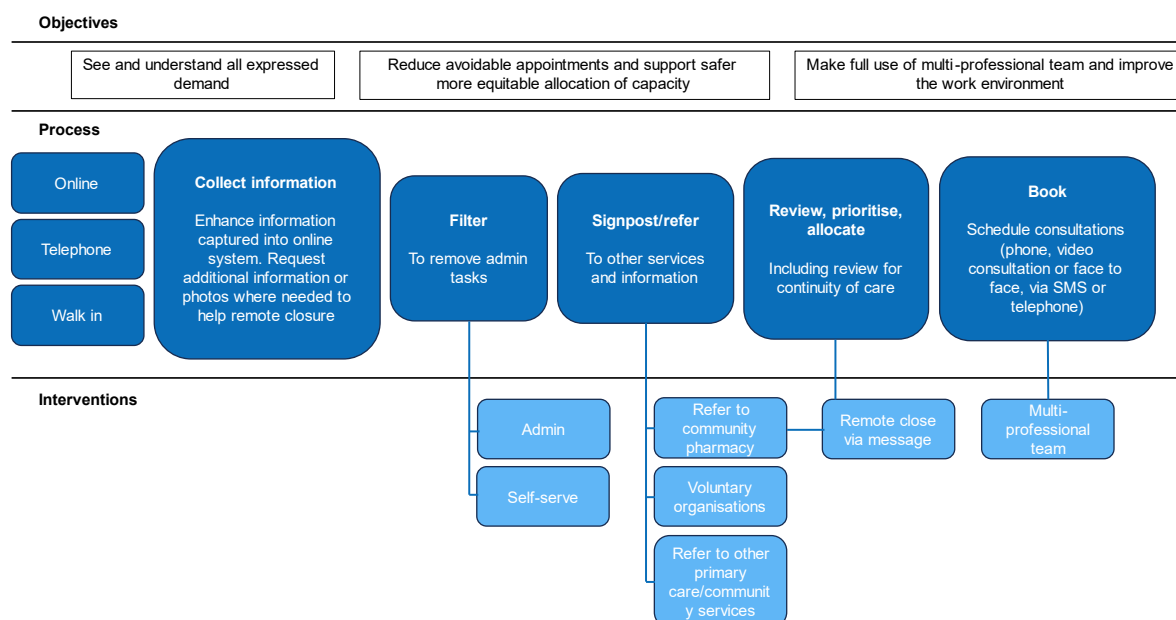 Objectives
See and understand all expressed
demand
Reduce avoidable appointments and support safer
more equitable allocation of capacity
Make full use of multi-professional team and improve
the work environment
Process
Online
Telephone
Walk in
Collect information
Enhance information
captured into online
system. Request
additional information or
photos where needed to
help remote closure
Filter
To remove admin
tasks
Signpost/refer
To other services
and information
Review, prioritise,
allocate
Including review for
continuity of care
Book
Schedule consultations
(phone, video
consultation or face to
face, via SMS or
telephone)
Interventions
Admin
Self-serve
Refer to
community
pharmacy
Voluntary
organisations
Refer to other
primary
care/communit
y services
Remote close
via message
Multi-
professional
team